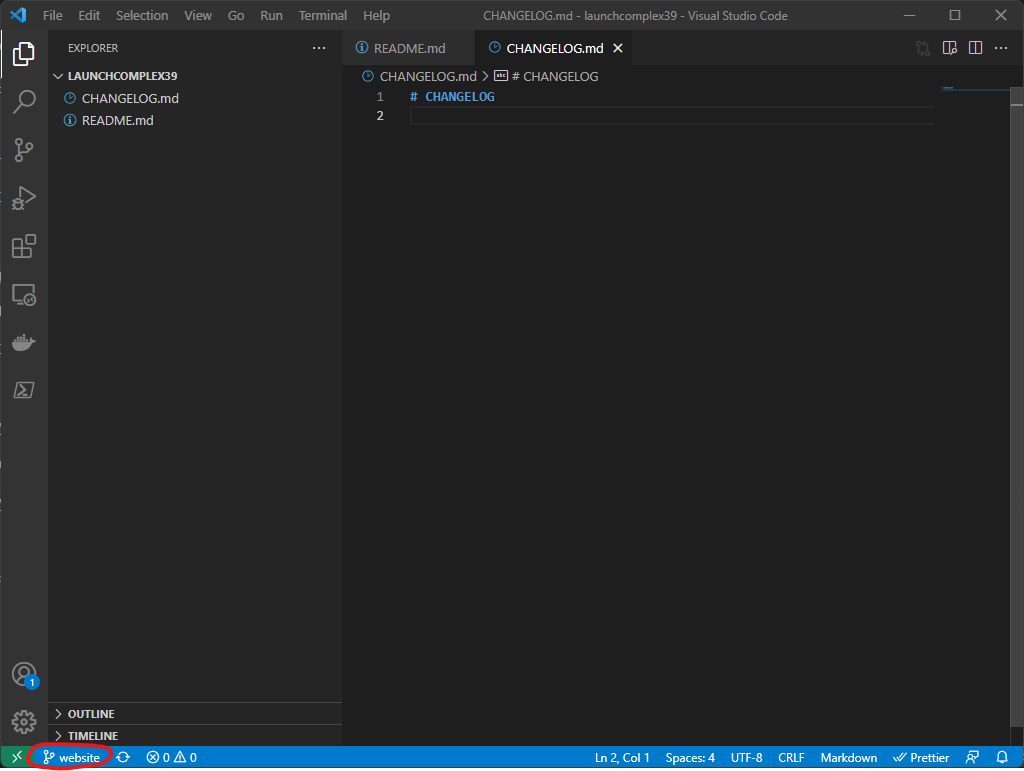 File Edit Selection View Go Run Terminal Help CHANGELOG.md - launchcomplex39 - Visual Studio Code
EXPLORER
README.md CHANGELOG.md
LAUNCHCOMPLEX39
CHANGELOG.md
README.md
CHANGELOG.md > # CHANGELOG
1 # CHANGELOG
2
1
OUTLINE
TIMELINE
website 0 0 Ln 2, Col 1 Spaces: 4 UTF-8 CRLF Markdown Prettier